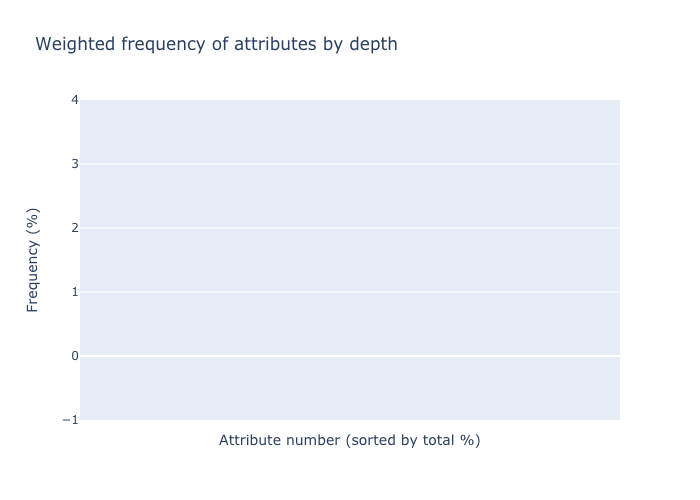 Weighted frequency of attributes by depth
4
3
2
1
0
−1
Frequency (%)
Attribute number (sorted by total %)